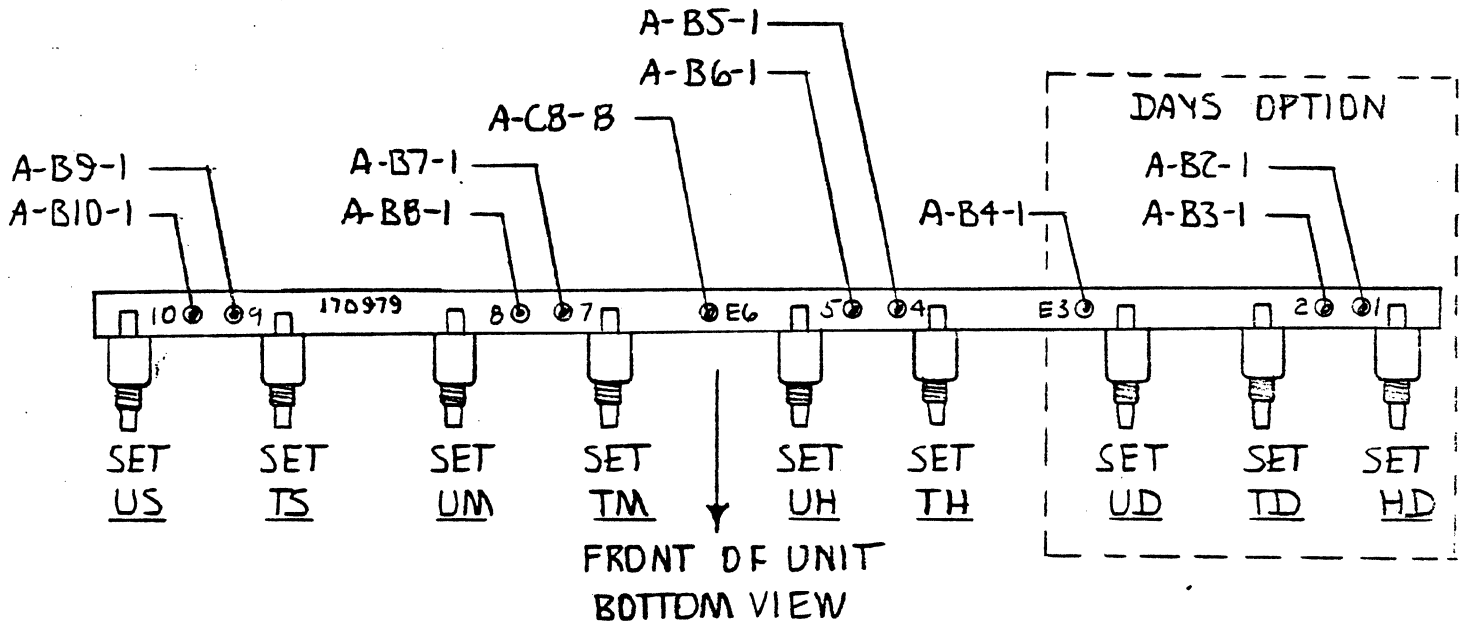 A-B5-1
A-B6-1
DAYS OPTION
A-C8-8
A-B9-1
A-B7-1
A-B2-1
A-B10-1
A-B8-1
A-B4-1
A-B3-1
10 9 170979 8 7 E6 5 4 E3 2 1
SET SET SET SET SET SET SET SET SET
US TS UM TM UH TH UD TD HD
FRONT OF UNIT
BOTTOM VIEW